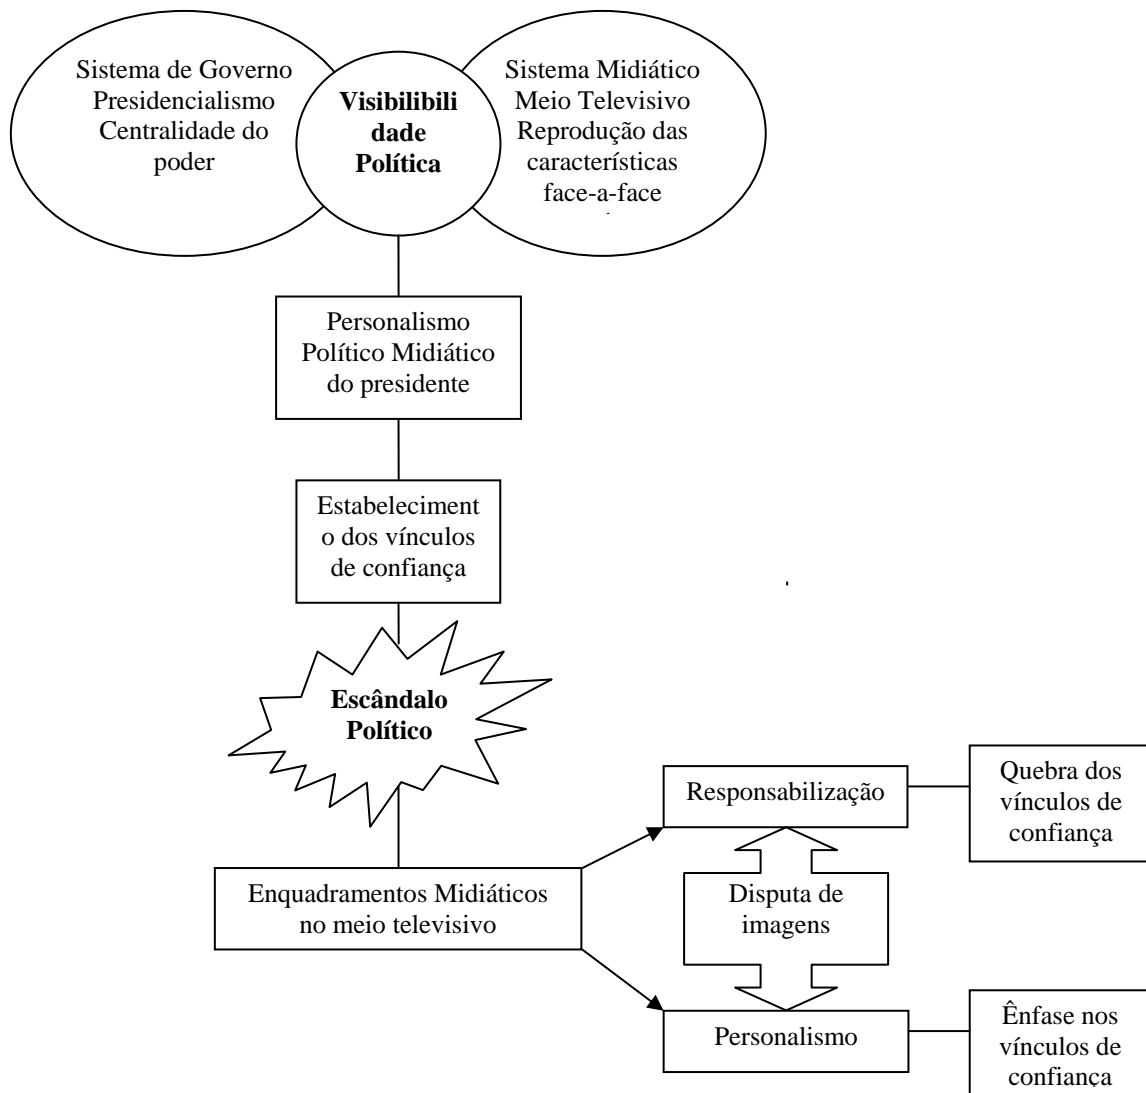 Sistema de Governo
Presidencialismo
Centralidade do
poder
Visibilibili
dade
Política
Sistema Midiático
Meio Televisivo
Reprodução das
característícas
face-a-face
Personalismo
Político Midiático
do presidente
Estabeleciment
o dos vínculos
de confiança
Escândalo
Político
Enquadramentos Midiáticos
no meio televisivo
Responsabilização
Quebra dos
vínculos de
confiança
Disputa de
imagens
Personalismo
Ênfase nos
vínculos de
confiança